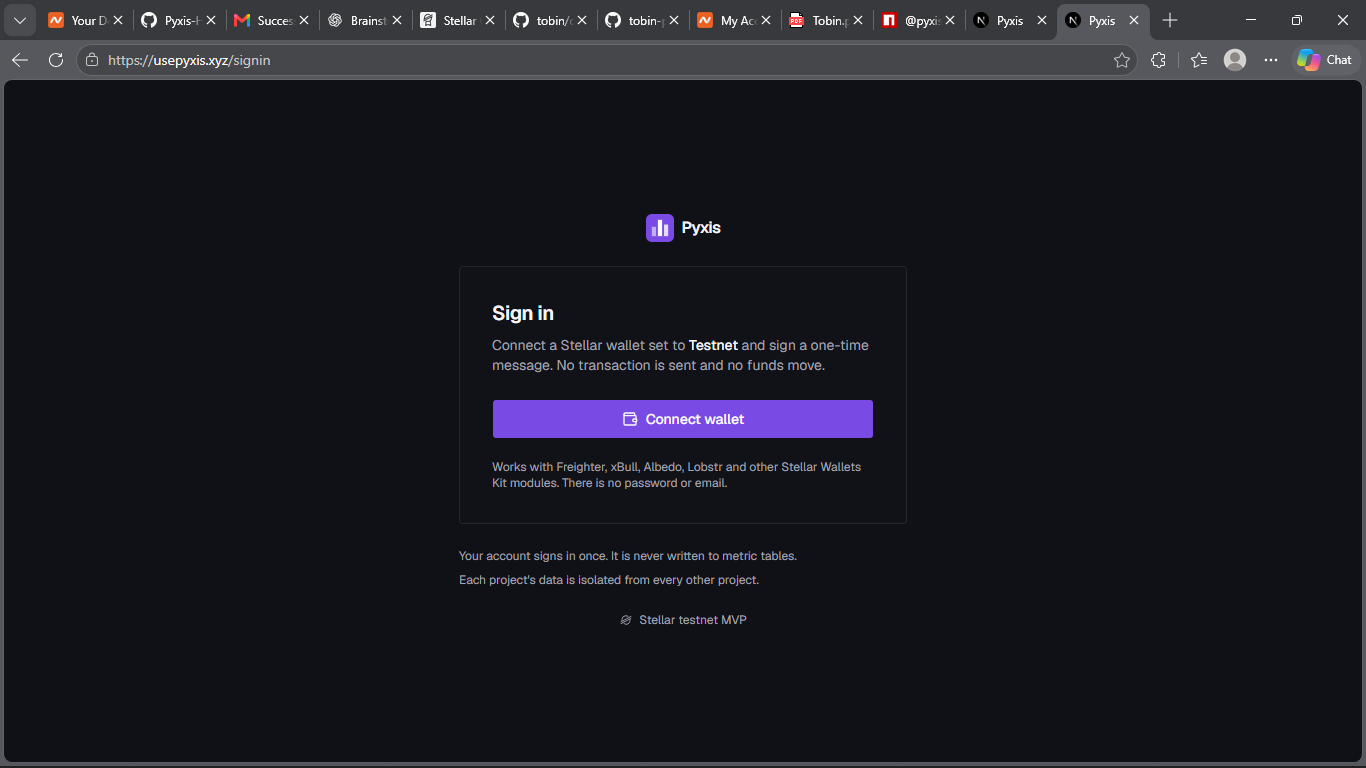 Your D
Pyxis-H
Succes
Brainst
Stellar
tobin/
tobin-p
My Acc
Tobin.p
@pyxis
Pyxis
Pyxis
https://usepyxis.xyz/signin
Chat
Pyxis
Sign in
Connect a Stellar wallet set to Testnet and sign a one-time
message. No transaction is sent and no funds move.
Connect wallet
Works with Freighter, xBull, Albedo, Lobstr and other Stellar Wallets
Kit modules. There is no password or email.
Your account signs in once. It is never written to metric tables.
Each project's data is isolated from every other project.
Stellar testnet MVP